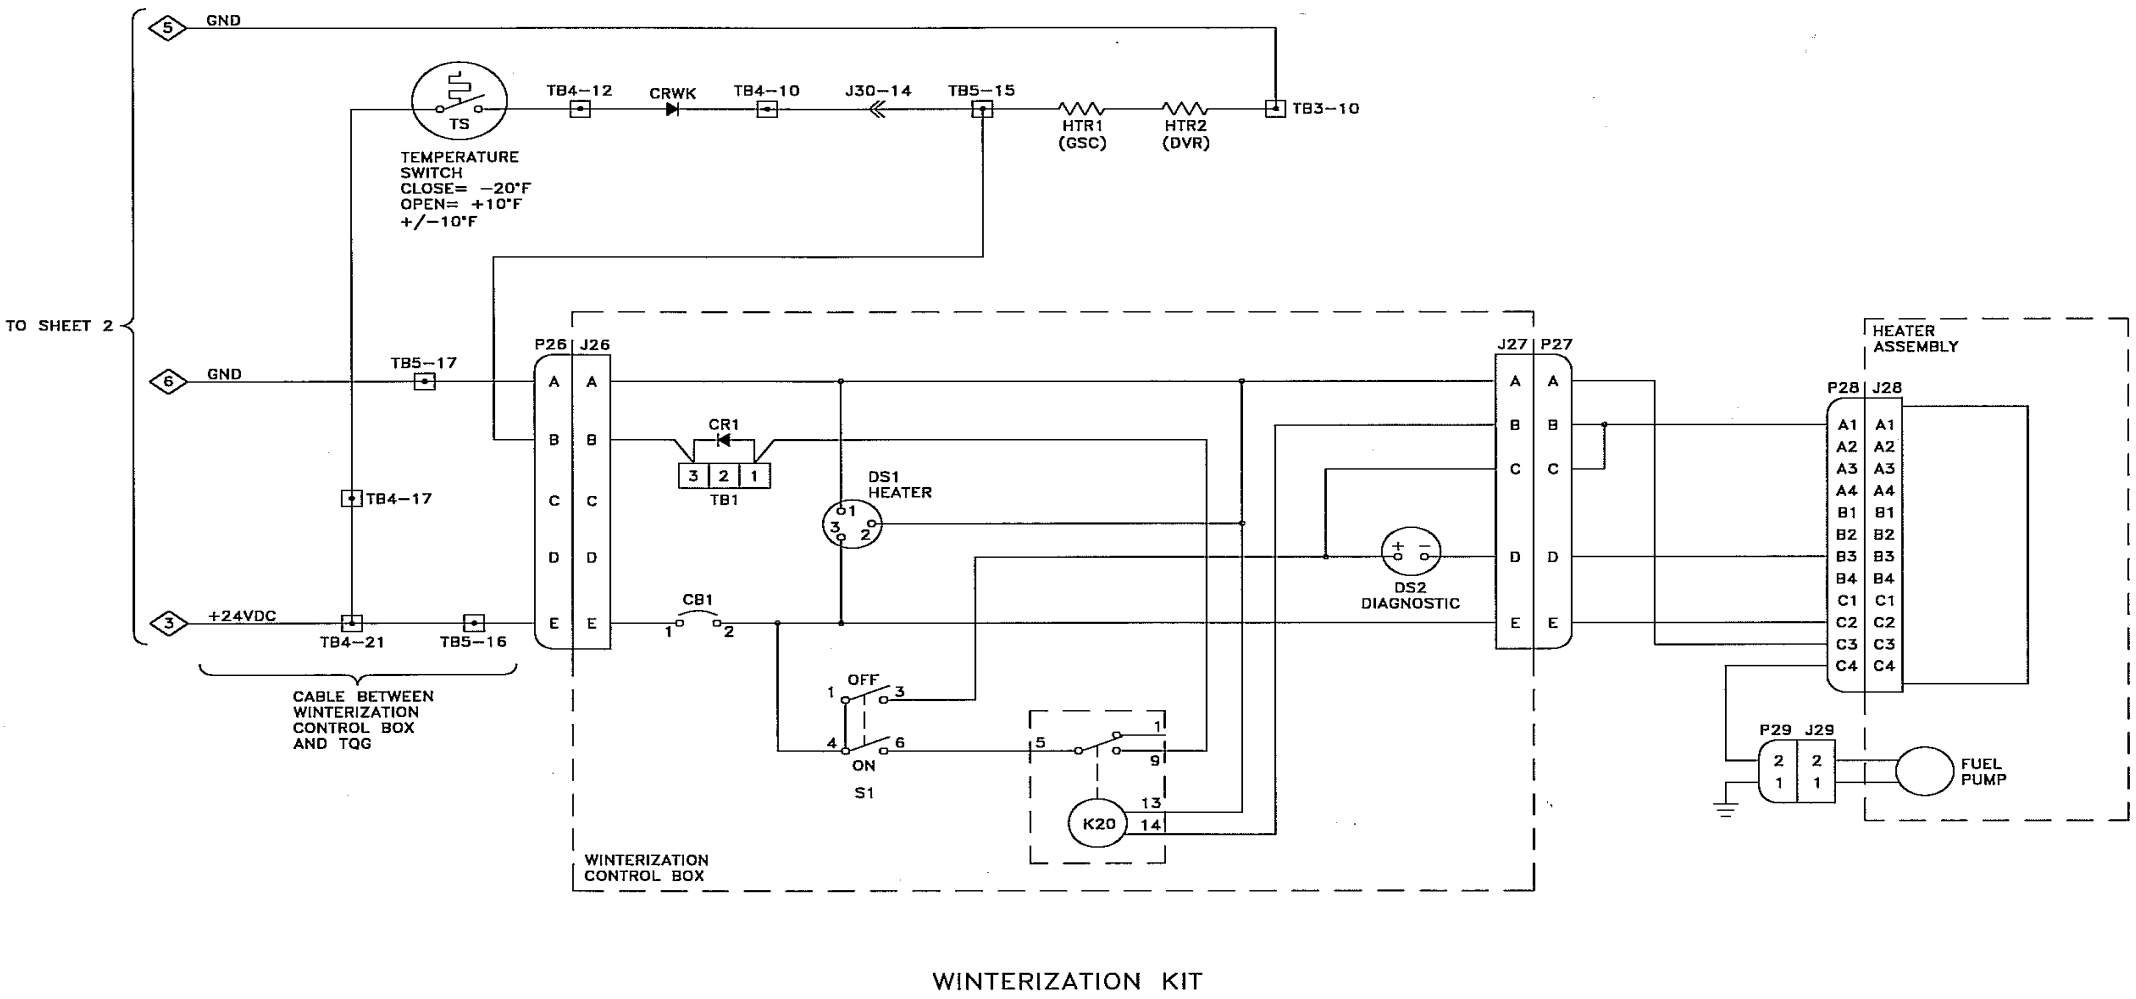 5 GND
TB4-12 CRWK TB4-10 J30-14 TB5-15 TB3-10
TS
HTR1 HTR2
(GSC) (DVR)
TEMPERATURE
SWITCH
CLOSE= -20°F
OPEN= +10°F
+/-10°F
TO SHEET 2
HEATER
ASSEMBLY
P26 J26
J27 P27
TB5-17
6 GND
A A
A A
P28 J28
CR1
B B
B B
A1 A1
A2 A2
A3 A3
A4 A4
B1 B1
B2 B2
B3 B3
B4 B4
C1 C1
C2 C2
C3 C3
C4 C4
3 2 1
TB1
C C
DS1
HEATER
1
3 2
TB4-17
C C
D D
+ -
D D
DS2
DIAGNOSTIC
3 +24VDC
TB4-21 TB5-16
E E
CB1
1 2
E E
CABLE BETWEEN
WINTERIZATION
CONTROL BOX
AND TQG
OFF
1 3
4 6
ON
S1
5 1
9
13
K20 14
P29 J29
2 2
1 1
FUEL
PUMP
WINTERIZATION
CONTROL BOX
WINTERIZATION KIT